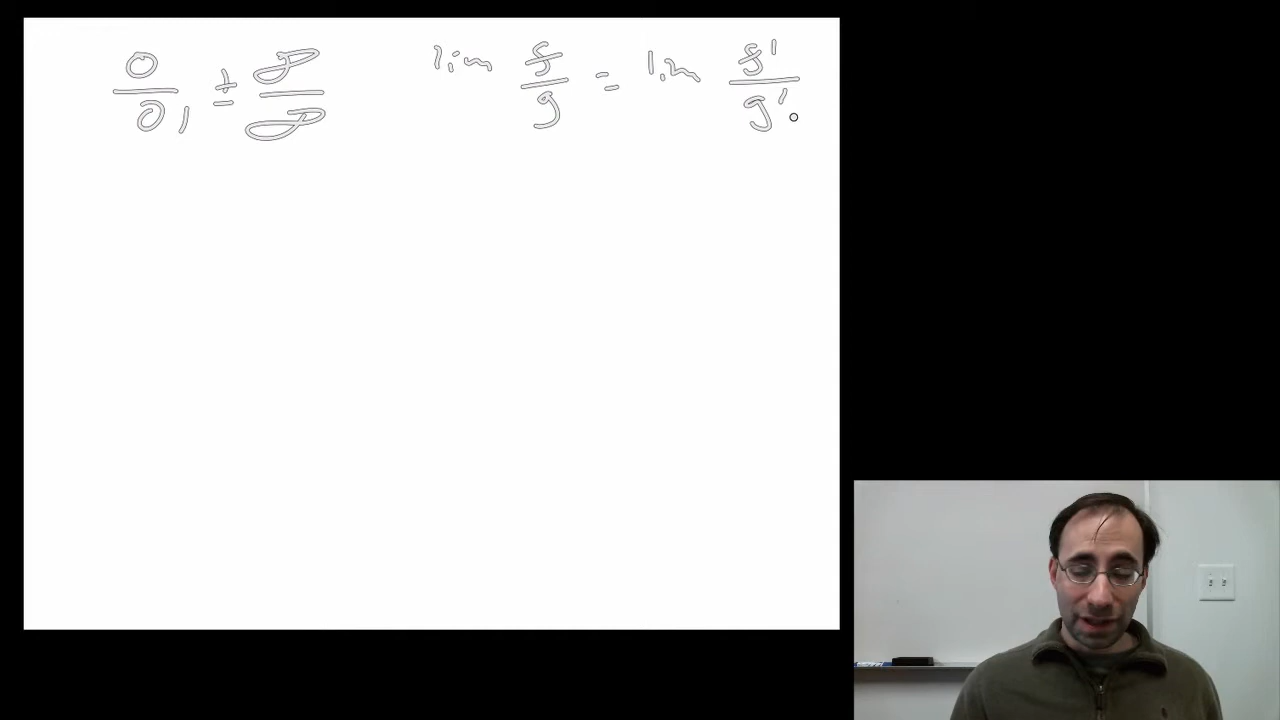 0/0, ± ∞/∞ lim f/g = lim f'/g'